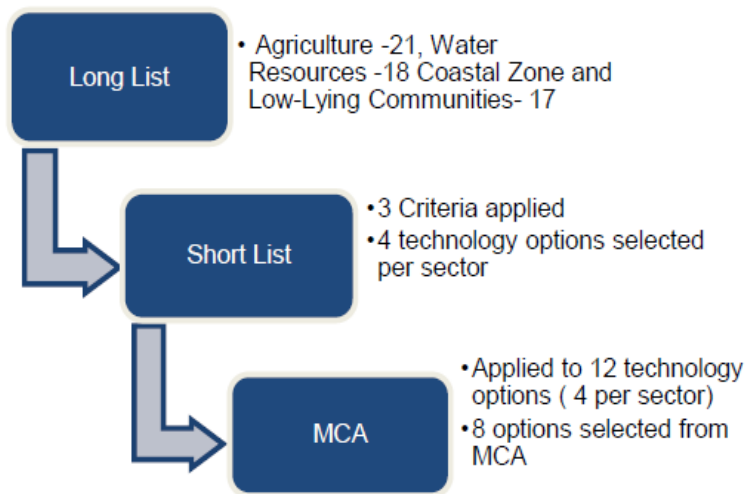 Long List
• Agriculture -21, Water
Resources -18 Coastal Zone and
Low-Lying Communities- 17
Short List
•3 Criteria applied
•4 technology options selected
per sector
MCA
•Applied to 12 technology
options ( 4 per sector)
•8 options selected from
MCA